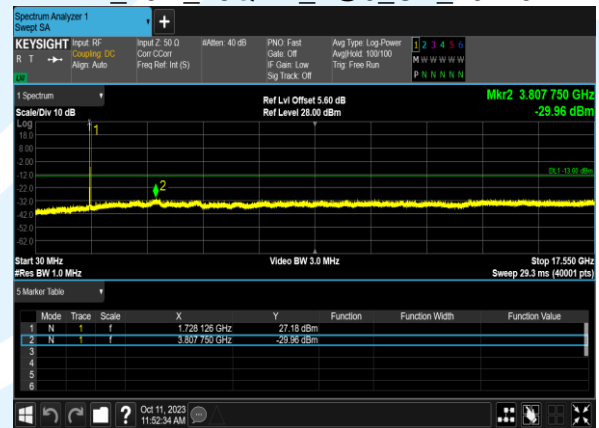 Spectrum Analyzer 1
Swept SA
KEYSIGHT Input: RF Input Z: 50 Ω #Atten: 40 dB PNO: Fast Avg Type: Log-Power 1 2 3 4 5 6
R T Coupling: DC Corr CCorr Gate: Off Avg|Hold: 100/100 M W W W W W
Align: Auto Freq Ref: Int (S) IF Gain: Low Trig: Free Run
Sig Track: Off P N N N N N
1 Spectrum Ref Lvl Offset 5.60 dB Mkr2 3.807 750 GHz
Scale/Div 10 dB Ref Level 28.00 dBm -29.96 dBm
Log
18.0
8.00
-2.00
-12.0
-22.0
-32.0
-42.0
-52.0
-62.0
1
2
DL1 -13.00 dBm
Start 30 MHz Video BW 3.0 MHz Stop 17.550 GHz
#Res BW 1.0 MHz Sweep 29.3 ms (40001 pts)
5 Marker Table
Mode Trace Scale X Y Function Function Width Function Value
1 N 1 f 1.728 126 GHz 27.18 dBm
2 N 1 f 3.807 750 GHz -29.96 dBm
3
4
5
6
? Oct 11, 2023
11:52:34 AM